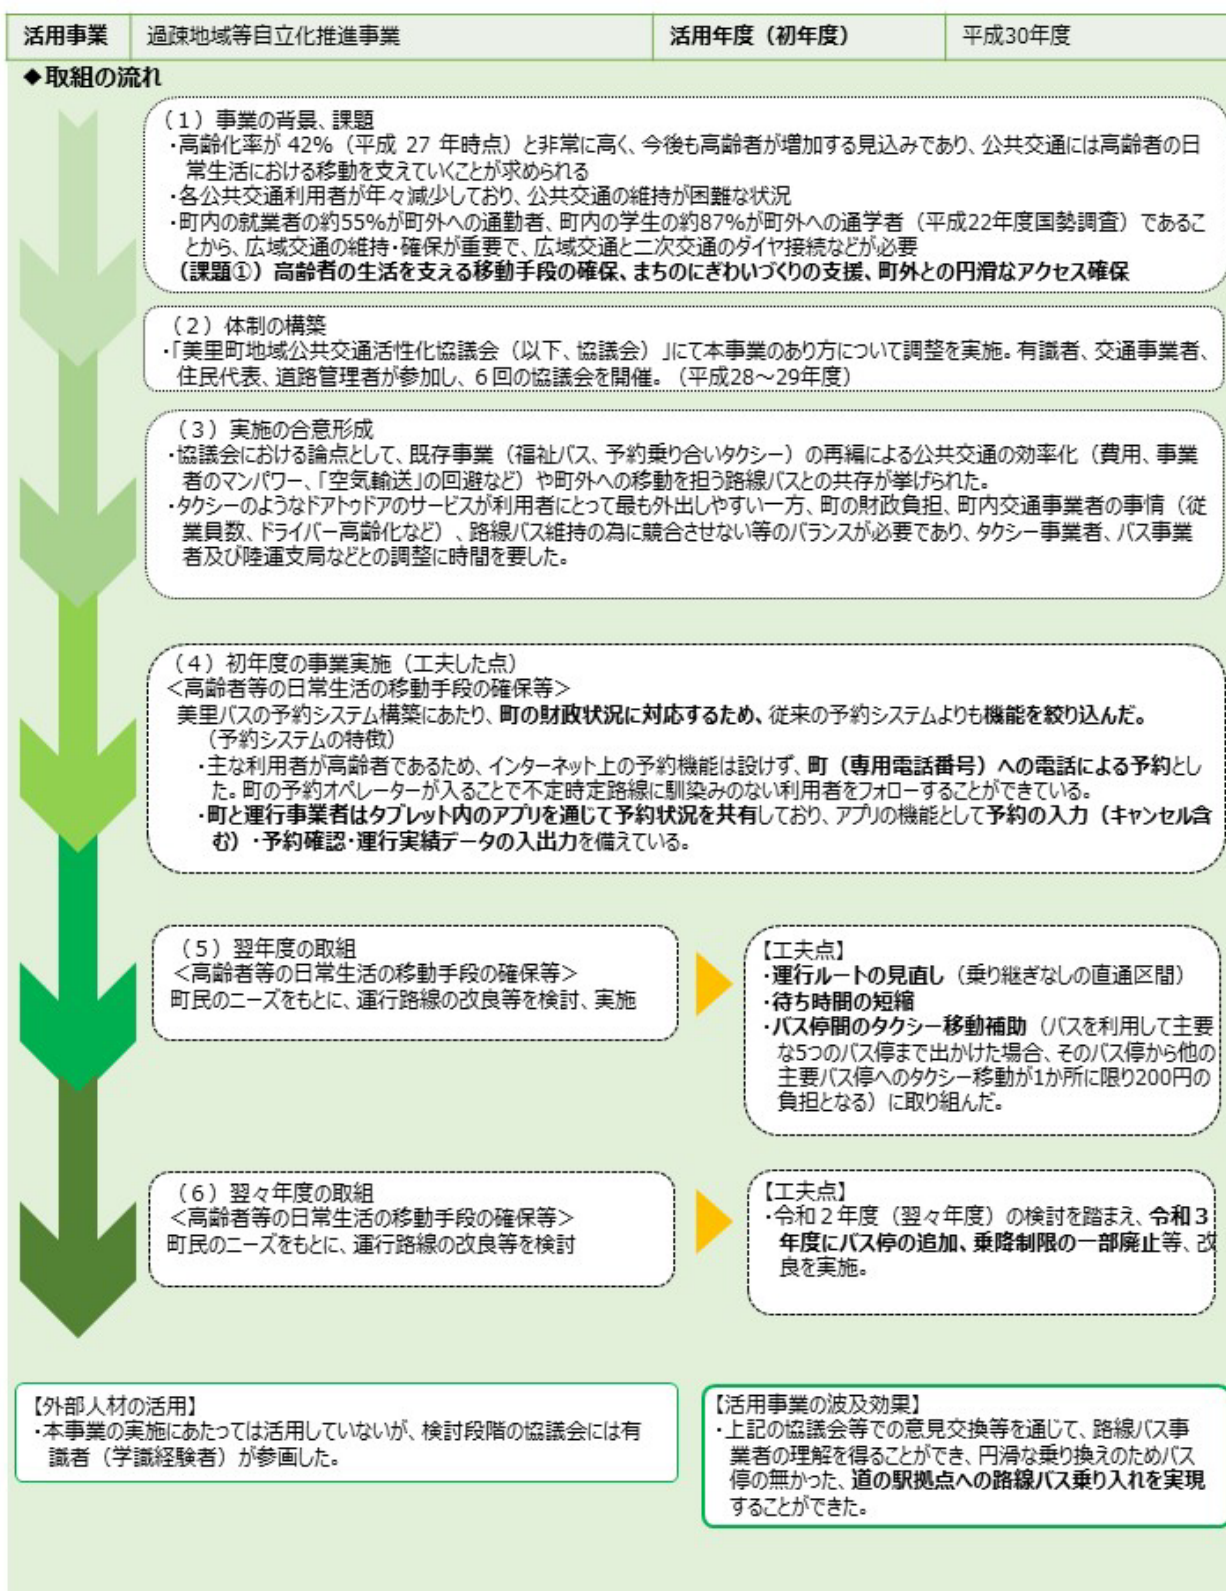 活用事業 過疎地域等自立化推進事業 活用年度（初年度） 平成30年度
◆取組の流れ
（１）事業の背景、課題
・高齢化率が 42%（平成 27 年時点）と非常に高く、今後も高齢者が増加する見込みであり、公共交通には高齢者の日
常生活における移動を支えていくことが求められる
・各公共交通利用者が年々減少しており、公共交通の維持が困難な状況
・町内の就業者の約55%が町外への通勤者、町内の学生の約87%が町外への通学者（平成22年度国勢調査）であるこ
とから、広域交通の維持・確保が重要で、広域交通と二次交通のダイヤ接続などが必要
（課題①）高齢者の生活を支える移動手段の確保、まちのにぎわいづくりの支援、町外との円滑なアクセス確保
（２）体制の構築
・「美里町地域公共交通活性化協議会（以下、協議会）」にて本事業のあり方について調整を実施。有識者、交通事業者、
住民代表、道路管理者が参加し、６回の協議会を開催。（平成28～29年度）
（３）実施の合意形成
・協議会における論点として、既存事業（福祉バス、予約乗り合いタクシー）の再編による公共交通の効率化（費用、事業
者のマンパワー、「空気輸送」の回避など）や町外への移動を担う路線バスとの共存が挙げられた。
・タクシーのようなドアトゥドアのサービスが利用者にとって最も外出しやすい一方、町の財政負担、町内交通事業者の事情（従
業員数、ドライバー高齢化など）、路線バス維持の為に競合させない等のバランスが必要であり、タクシー事業者、バス事業
者及び陸運支局などとの調整に時間を要した。
（４）初年度の事業実施（工夫した点）
＜高齢者等の日常生活の移動手段の確保等＞
美里バスの予約システム構築にあたり、町の財政状況に対応するため、従来の予約システムよりも機能を絞り込んだ。
（予約システムの特徴）
・主な利用者が高齢者であるため、インターネット上の予約機能は設けず、町（専用電話番号）への電話による予約とし
た。町の予約オペレーターが入ることで不定時定路線に馴染みのない利用者をフォローすることができている。
・町と運行事業者はタブレット内のアプリを通じて予約状況を共有しており、アプリの機能として予約の入力（キャンセル含
む）・予約確認・運行実績データの入出力を備えている。
（５）翌年度の取組
＜高齢者等の日常生活の移動手段の確保等＞
町民のニーズをもとに、運行路線の改良等を検討、実施
【工夫点】
・運行ルートの見直し（乗り継ぎなしの直通区間）
・待ち時間の短縮
・バス停間のタクシー移動補助（バスを利用して主要
な5つのバス停まで出かけた場合、そのバス停から他の
主要バス停へのタクシー移動が1か所に限り200円の
負担となる）に取り組んだ。
（６）翌々年度の取組
＜高齢者等の日常生活の移動手段の確保等＞
町民のニーズをもとに、運行路線の改良等を検討
【工夫点】
・令和２年度（翌々年度）の検討を踏まえ、令和３
年度にバス停の追加、乗降制限の一部廃止等、改
良を実施。
【外部人材の活用】
・本事業の実施にあたっては活用していないが、検討段階の協議会には有
識者（学識経験者）が参画した。
【活用事業の波及効果】
・上記の協議会等での意見交換等を通じて、路線バス事
業者の理解を得ることができ、円滑な乗り換えのためバス
停の無かった、道の駅拠点への路線バス乗り入れを実現
することができた。